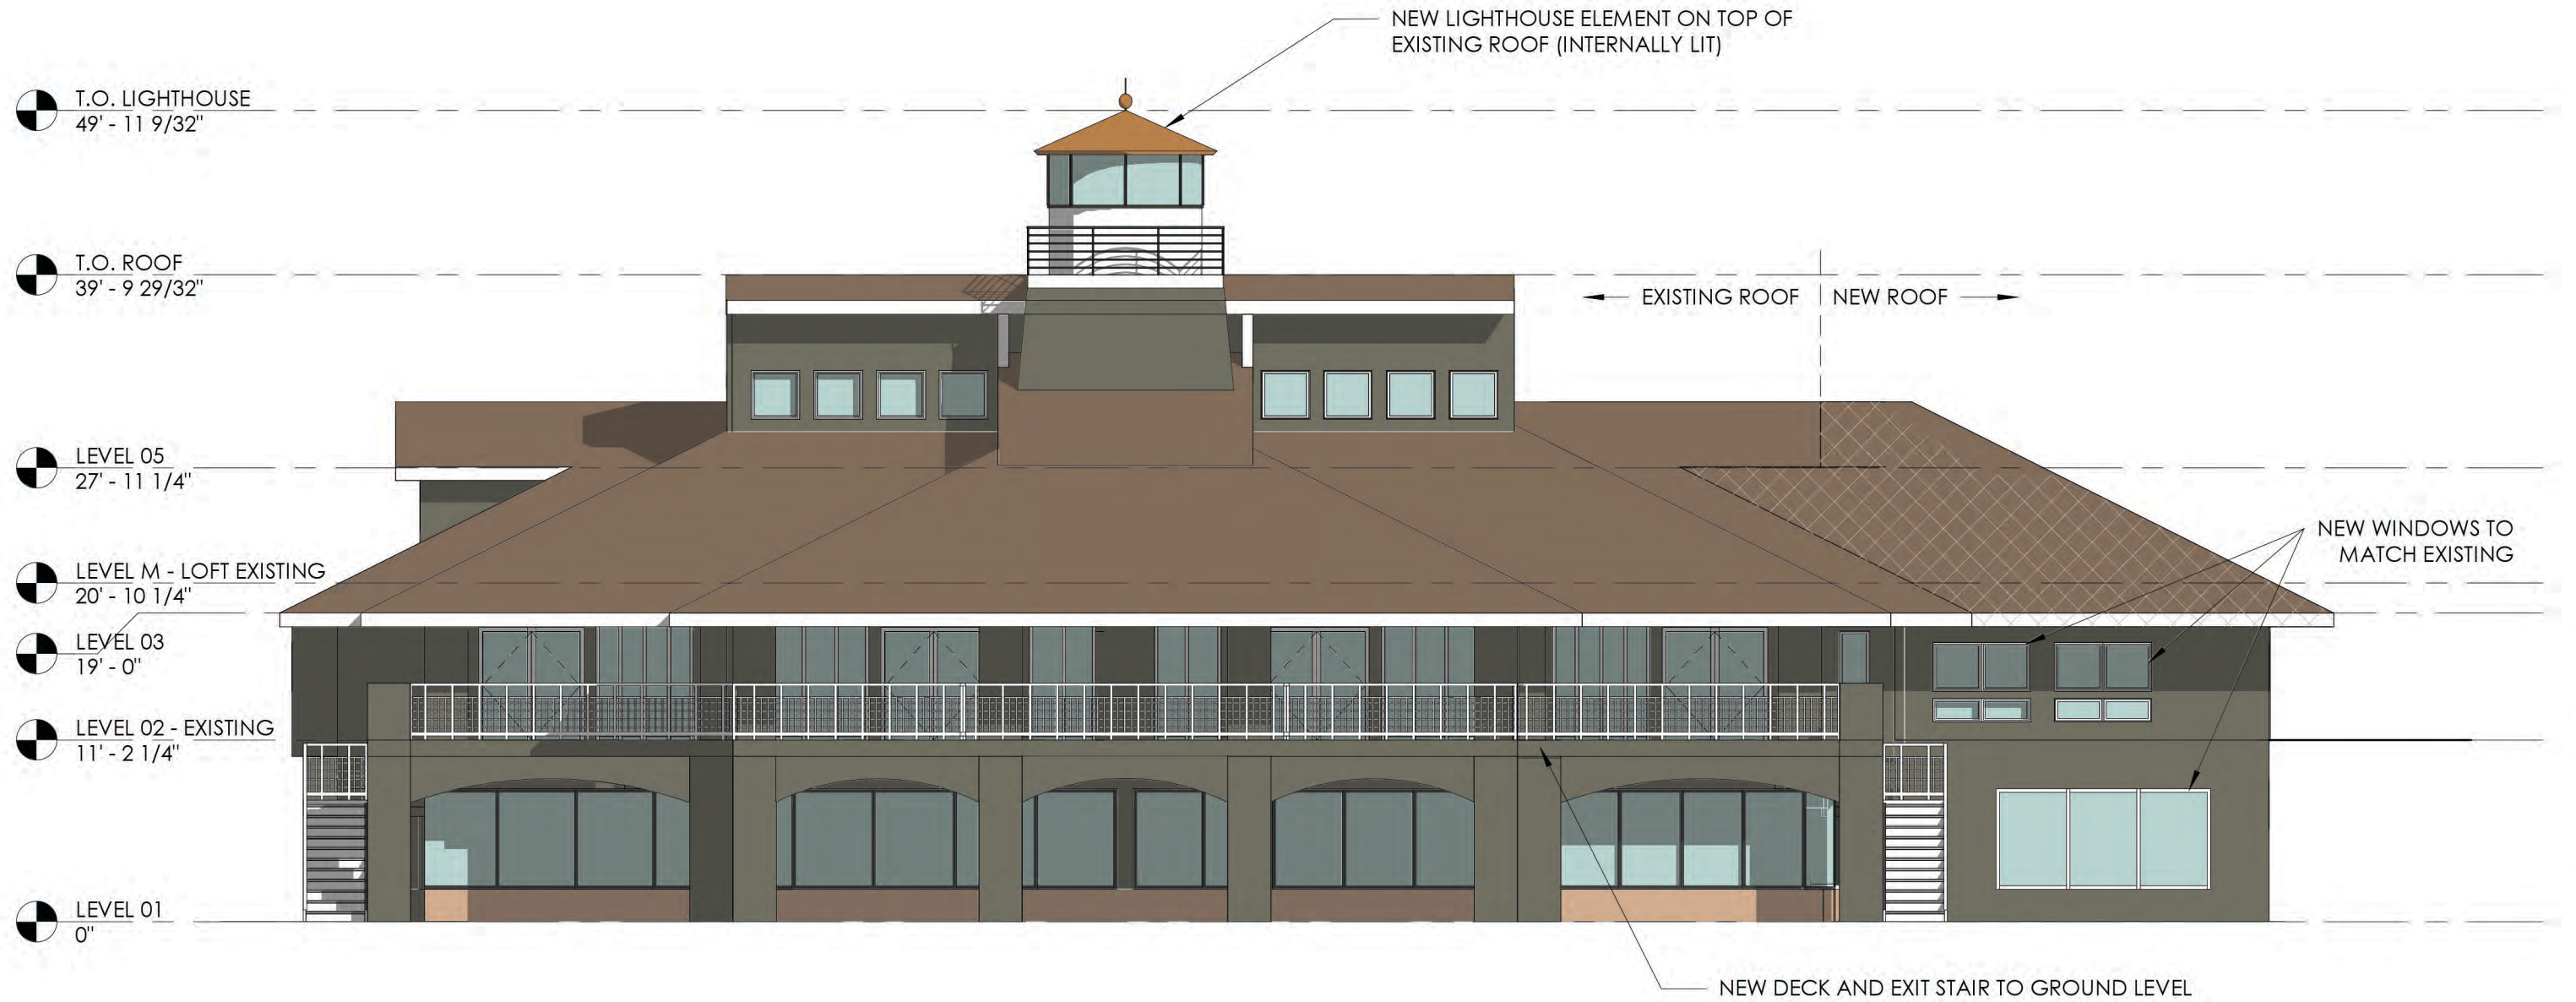 NEW LIGHTHOUSE ELEMENT ON TOP OF
EXISTING ROOF (INTERNALLY LIT)
T.O. LIGHTHOUSE
49' - 11 9/32"
T.O. ROOF
39' - 9 29/32"
EXISTING ROOF
NEW ROOF
LEVEL 05
27' - 11 1/4"
NEW WINDOWS TO
MATCH EXISTING
LEVEL M - LOFT EXISTING
20' - 10 1/4"
LEVEL 03
19' - 0"
LEVEL 02 - EXISTING
11' - 2 1/4"
LEVEL 01
0"
NEW DECK AND EXIT STAIR TO GROUND LEVEL